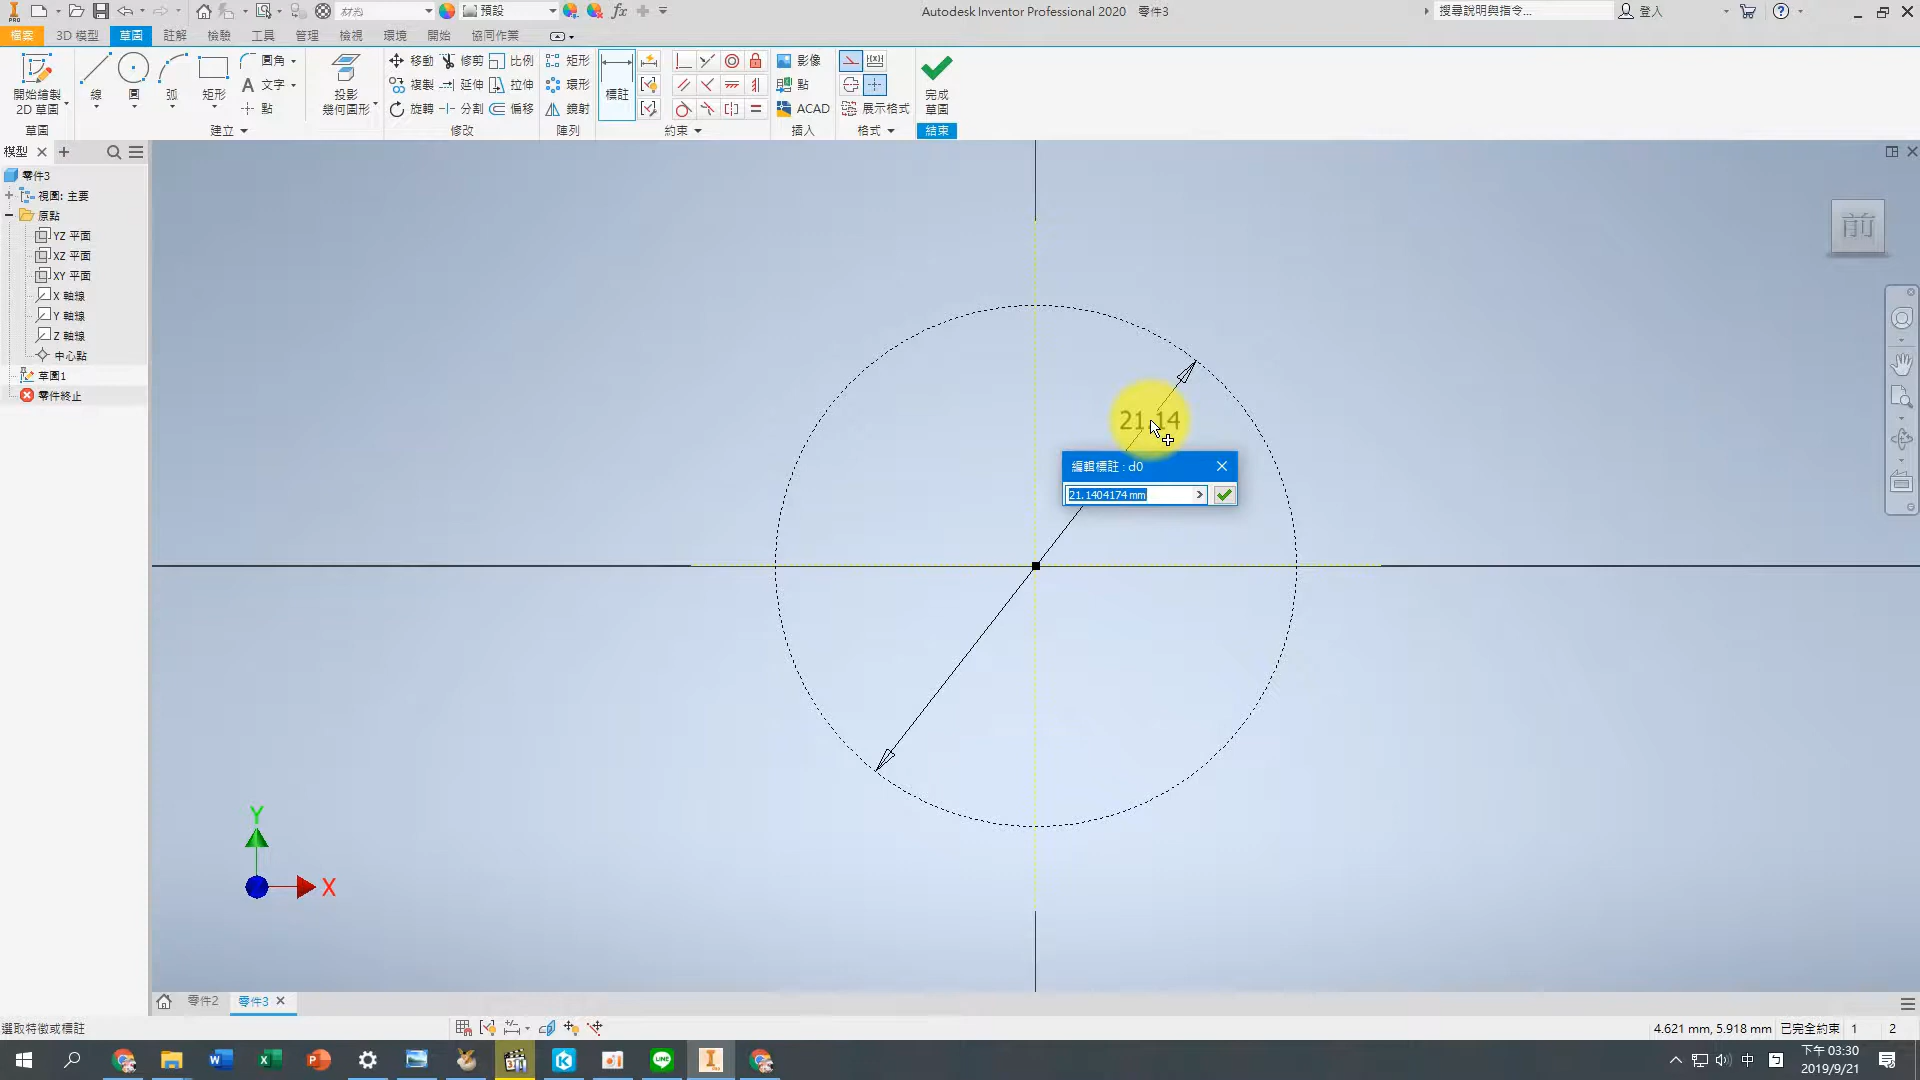 材光
預設
Autodesk Inventor Professional 2020 零件3
搜尋說明與指令...
登入
檔案 3D 模型 草圖 註解 檢驗 工具 管理 檢視 環境 開始 協同作業
開始繪製
2D 草圖
線
圓
弧
矩形
圓角
文字
點
投影
幾何圖形
移動 修剪 比例
複製 延伸 拉伸
旋轉 分割 偏移
矩形
環形
鏡射
標註
影像
點
ACAD
展示格式
完成
草圖
草圖 建立 修改 陣列 約束 插入 格式 結束
模型
零件3
視圖: 主要
原點
YZ 平面
XZ 平面
XY 平面
X 軸線
Y 軸線
Z 軸線
中心點
草圖1
零件終止
前
21.14
編輯標註 : d0
21.1404174 mm
Y
X
零件2 零件3
選取特徵或標註
4.621 mm, 5.918 mm 已完全約束 1 2
中
下午 03:30
2019/9/21